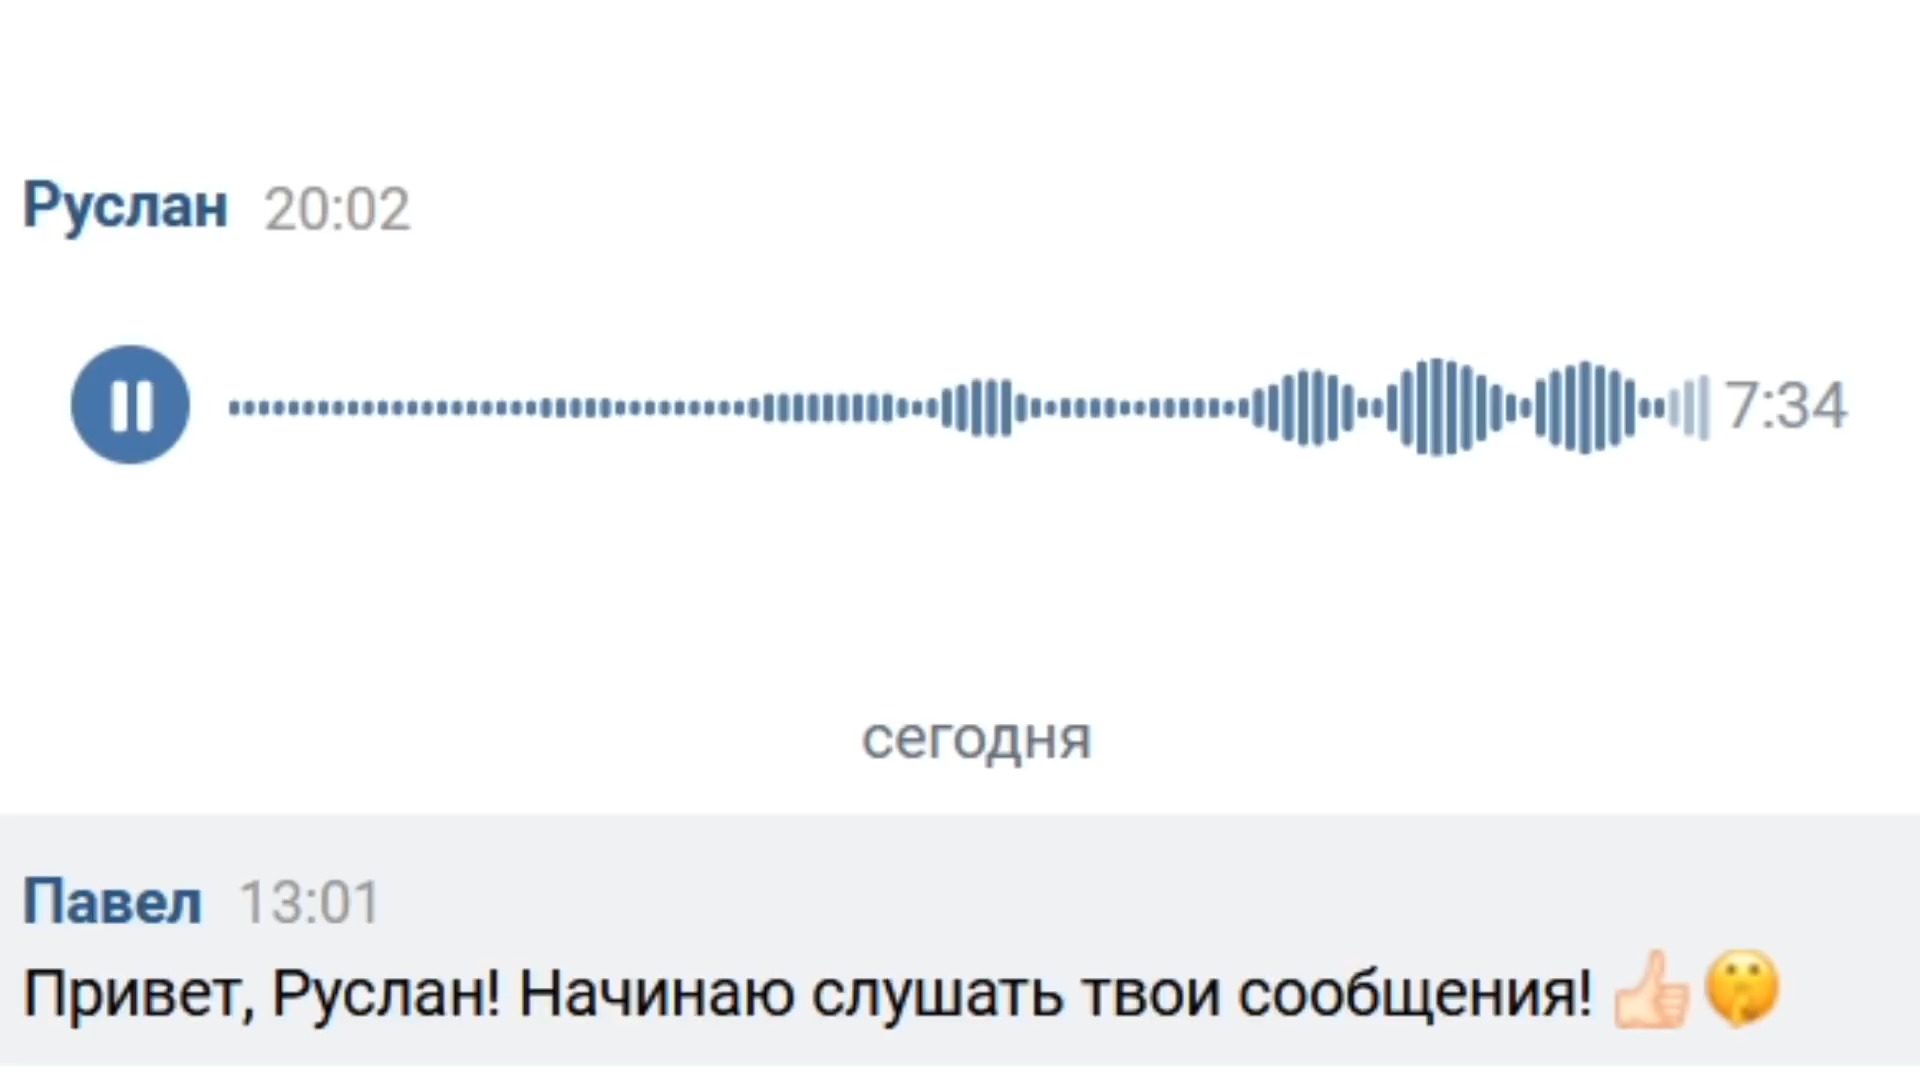 Руслан 20:02
7:34
сегодня
Павел 13:01
Привет, Руслан! Начинаю слушать твои сообщения! 👍🏻🤫